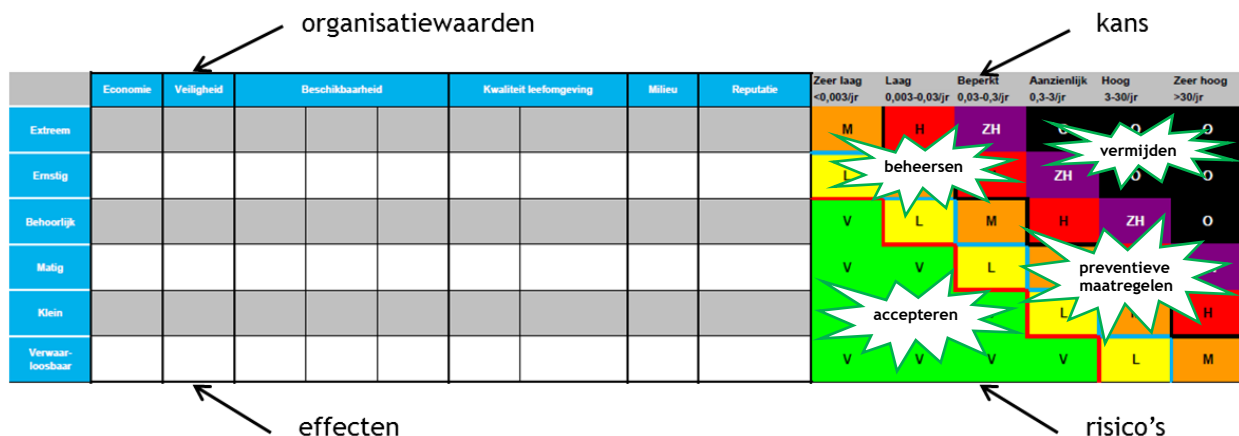 organisatiewaarden kans
Economie Veiligheid Beschikbaarheid Kwaliteit leefomgeving Milieu Reputatie
Zeer laag Laag Beperkt Aanzienlijk Hoog Zeer hoog
<0,003/jr 0,003-0,03/jr 0,03-0,3/jr 0,3-3/jr 3-30/jr >30/jr
Extreem M H ZH O O O
vermijden
beheersen
Ernstig L ZH O O
Behoorlijk V L M H ZH O
Matig V V L
preventieve
maatregelen
Klein L H
accepteren
Verwaar-
loosbaar V V V V L M
effecten risico's